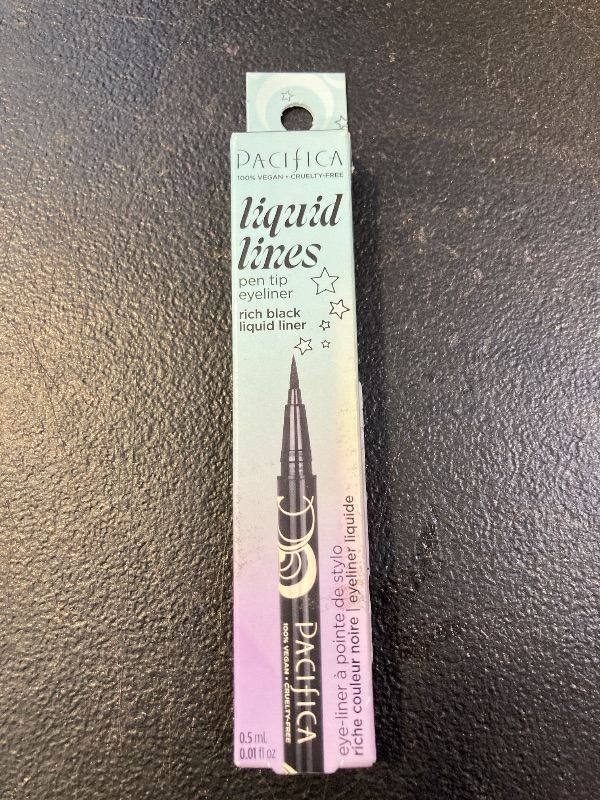 PACIFICA
100% VEGAN • CRUELTY-FREE
liquid
lines
pen tip
eyeliner
rich black
liquid liner
PACIFICA
100% VEGAN • CRUELTY-FREE
eye-liner à pointe de stylo
riche couleur noire | eyeliner liquide
0.5 mL
0.01 fl oz